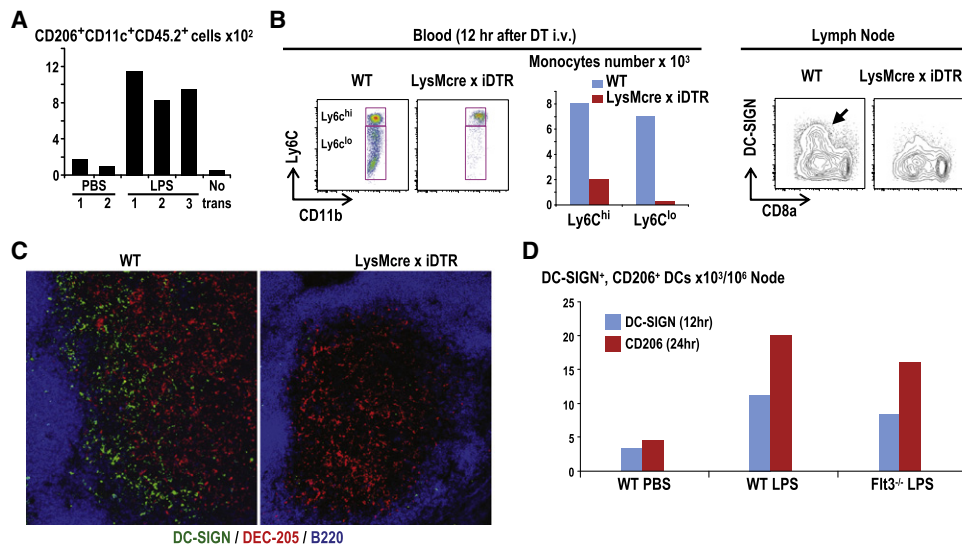 A
CD206⁺CD11c⁺CD45.2⁺ cells x10²
12
8
4
0
PBS LPS No
1 2 1 2 3 trans
B
Blood (12 hr after DT i.v.)
WT LysMcre x iDTR
Ly6C
Ly6c^hi
Ly6c^lo
CD11b
Monocytes number x 10³
WT
LysMcre x iDTR
8
6
4
2
0
Ly6C^hi Ly6C^lo
Lymph Node
WT LysMcre x iDTR
DC-SIGN
CD8a
C
WT LysMcre x iDTR
DC-SIGN / DEC-205 / B220
D
DC-SIGN⁺, CD206⁺ DCs x10³/10⁶ Node
25
20
15
10
5
0
DC-SIGN (12hr)
CD206 (24hr)
WT PBS WT LPS Flt3⁻/⁻ LPS